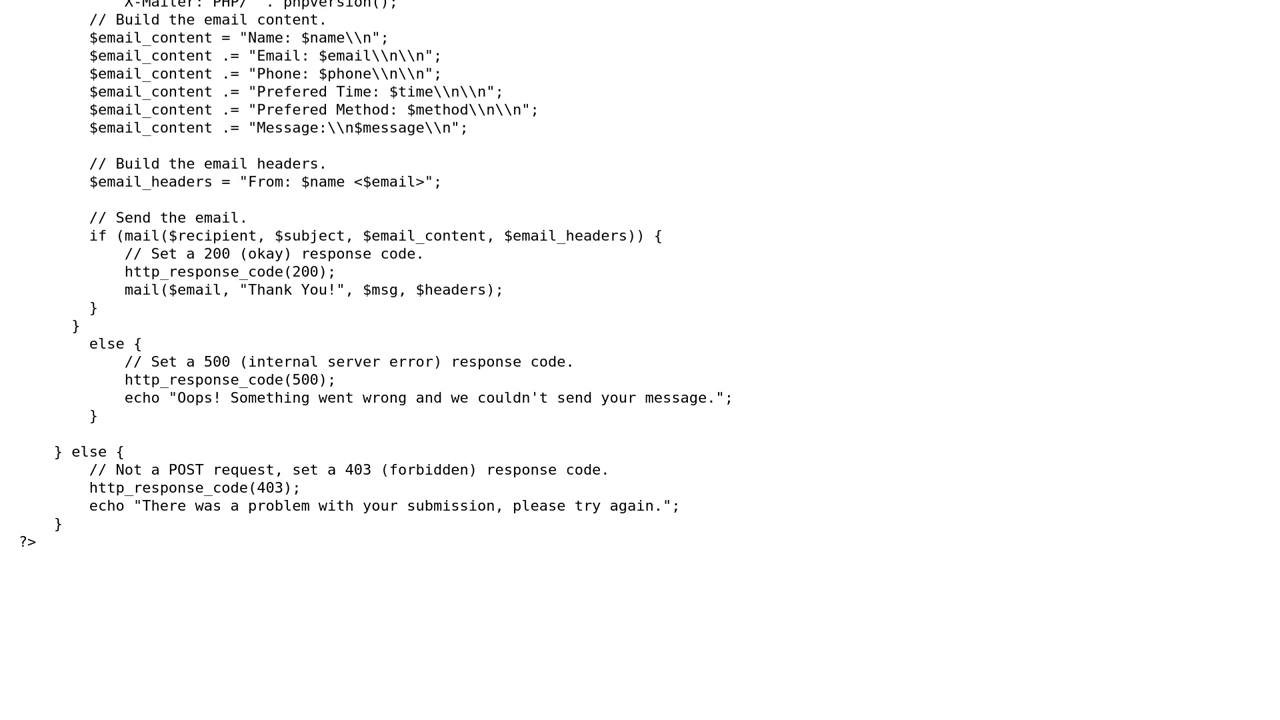 X-Mailer: PHP/" . phpversion();
// Build the email content.
$email_content = "Name: $name\\n";
$email_content .= "Email: $email\\n\\n";
$email_content .= "Phone: $phone\\n\\n";
$email_content .= "Prefered Time: $time\\n\\n";
$email_content .= "Prefered Method: $method\\n\\n";
$email_content .= "Message:\\n$message\\n";
// Build the email headers.
$email_headers = "From: $name <$email>";
// Send the email.
if (mail($recipient, $subject, $email_content, $email_headers)) {
// Set a 200 (okay) response code.
http_response_code(200);
mail($email, "Thank You!", $msg, $headers);
}
}
else {
// Set a 500 (internal server error) response code.
http_response_code(500);
echo "Oops! Something went wrong and we couldn't send your message.";
}
} else {
// Not a POST request, set a 403 (forbidden) response code.
http_response_code(403);
echo "There was a problem with your submission, please try again.";
}
?>